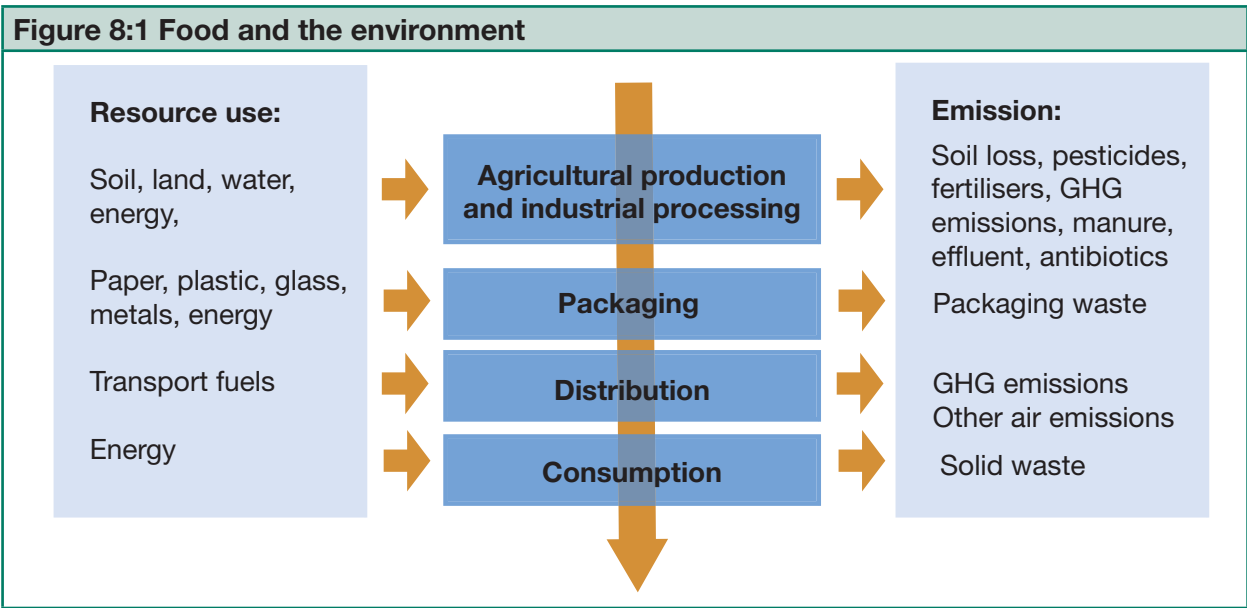 Figure 8:1 Food and the environment
Resource use:
Soil, land, water,
energy,
Paper, plastic, glass,
metals, energy
Transport fuels
Energy
Agricultural production
and industrial processing
Packaging
Distribution
Consumption
Emission:
Soil loss, pesticides,
fertilisers, GHG
emissions, manure,
effluent, antibiotics
Packaging waste
GHG emissions
Other air emissions
Solid waste